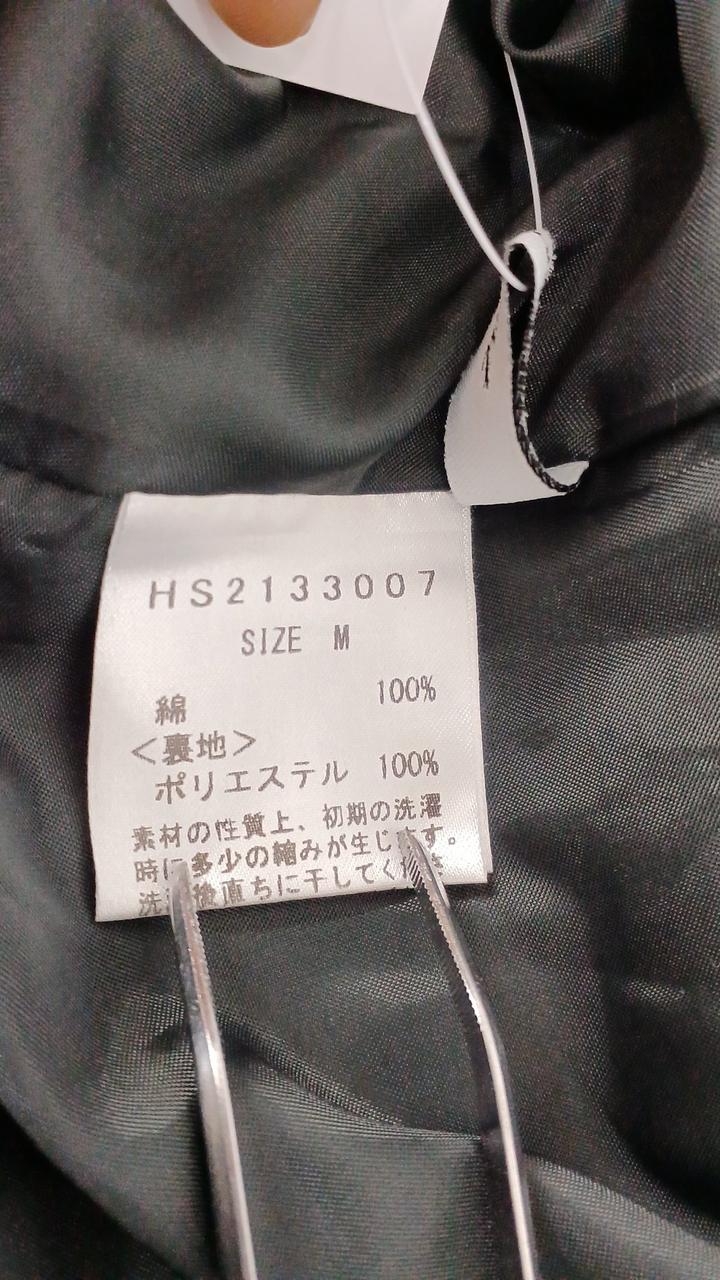 HS2133007
SIZE M
綿 100%
<裏地>
ポリエステル 100%
素材の性質上、初期の洗濯
時に多少の縮みが生じます。
後直ちに干してく